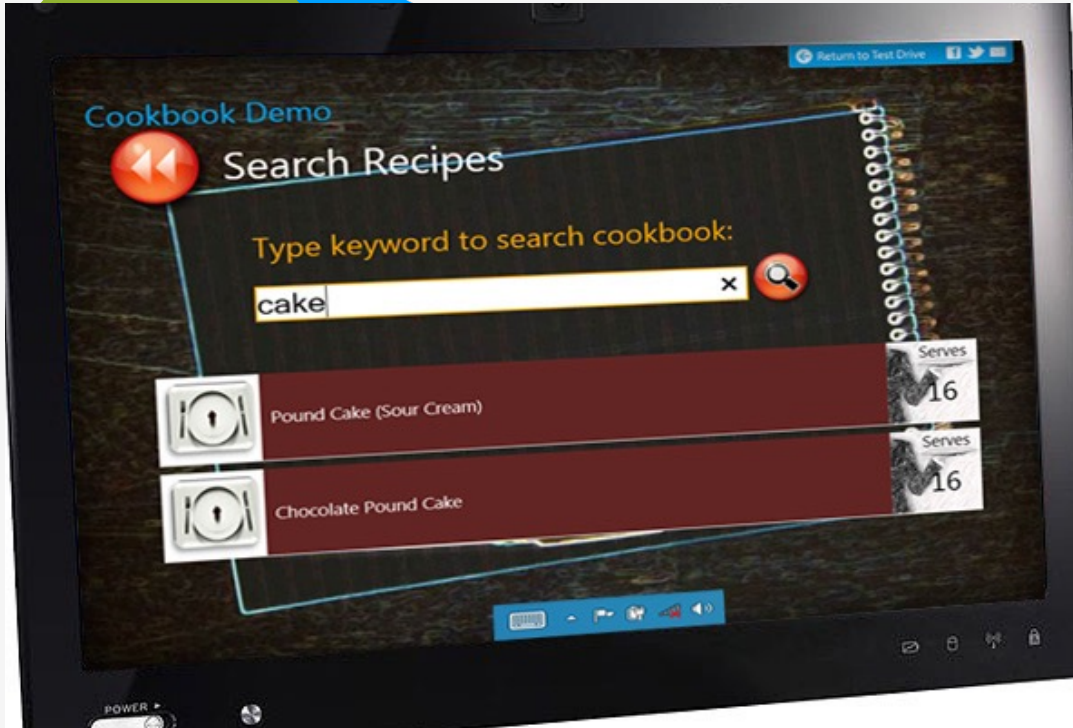 Return to Test Drive
Cookbook Demo
Search Recipes
Type keyword to search cookbook:
cake
Pound Cake (Sour Cream)
Serves
16
Chocolate Pound Cake
Serves
16
POWER